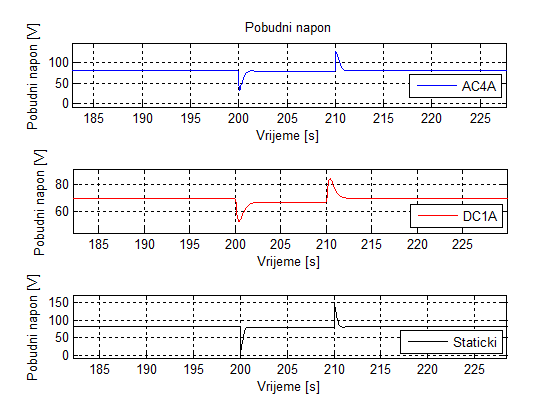 Pobudni napon
Pobudni napon [V]
100
50
0
AC4A
185 190 195 200 205 210 215 220 225
Vrijeme [s]
Pobudni napon [V]
80
60
DC1A
185 190 195 200 205 210 215 220 225
Vrijeme [s]
Pobudni napon [V]
150
100
50
0
Staticki
185 190 195 200 205 210 215 220 225
Vrijeme [s]